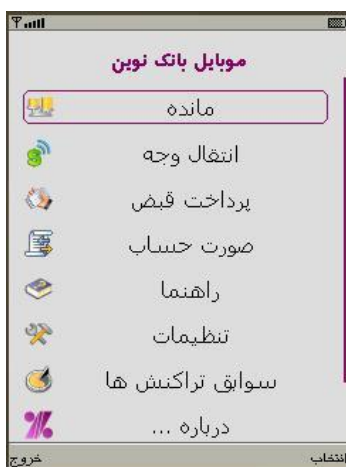 موبایل بانک نوین
مانده
انتقال وجه
پرداخت قبض
صورت حساب
راهنما
تنظیمات
سوابق تراکنش ها
درباره ...
انتخاب
خروج